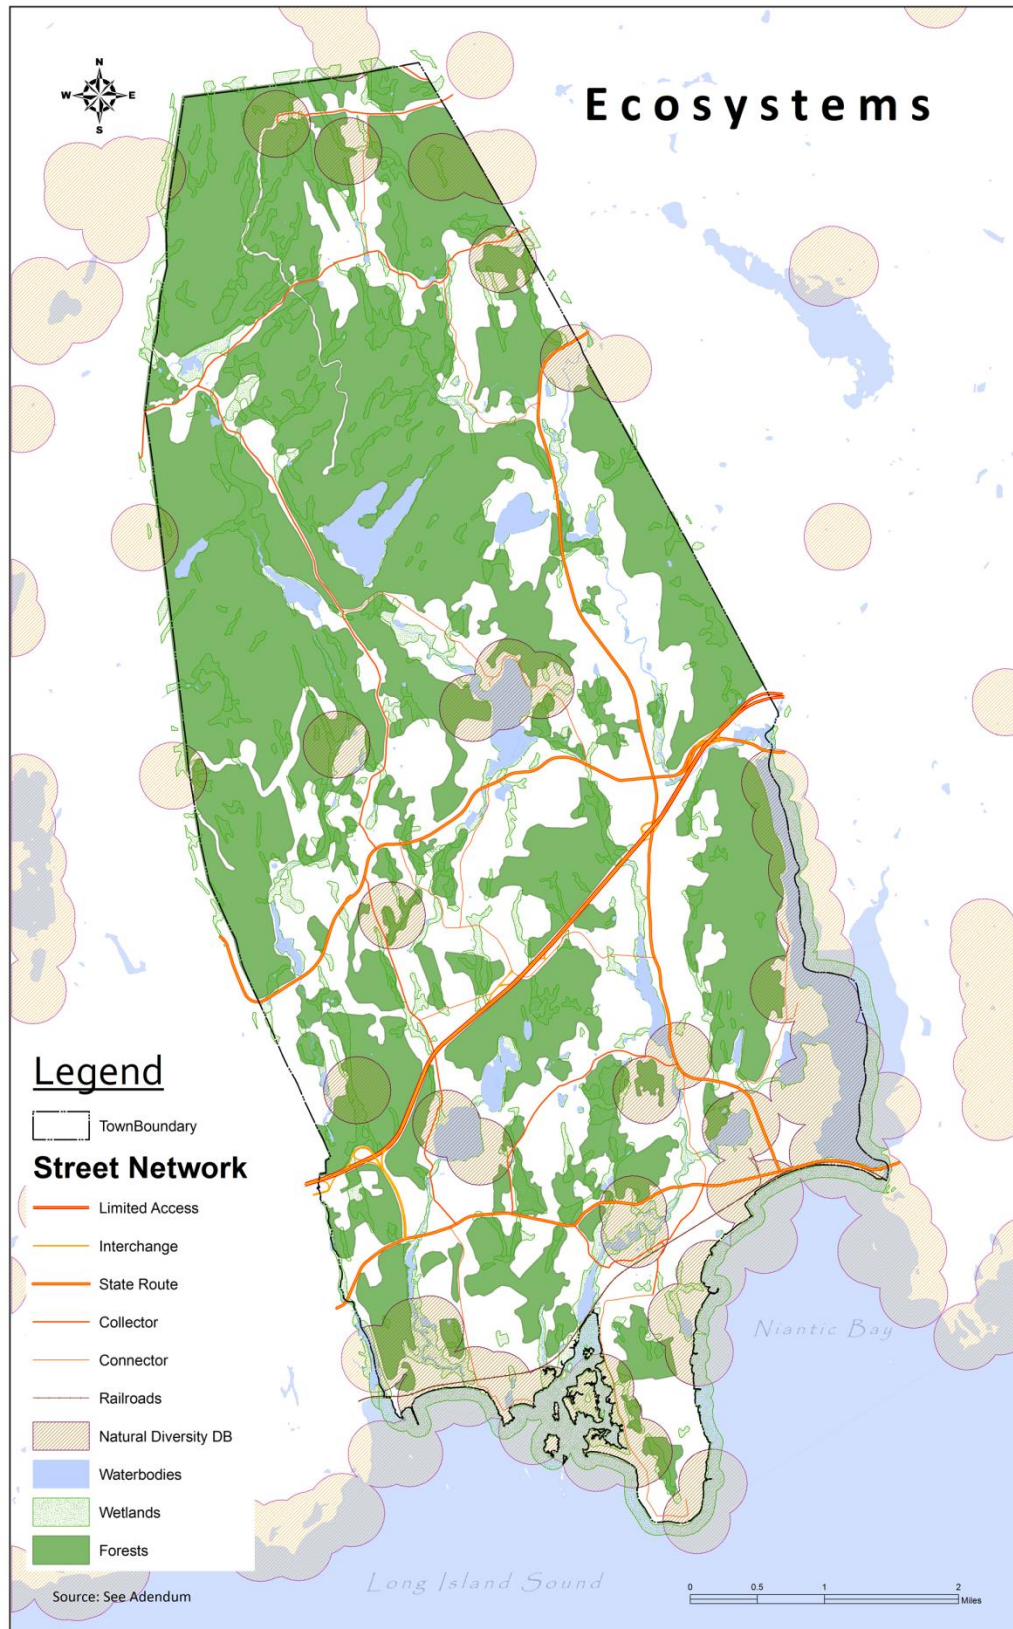 N
W E
S
Ecosystems
Legend
TownBoundary
Street Network
Limited Access
Interchange
State Route
Collector
Connector
Railroads
Natural Diversity DB
Waterbodies
Wetlands
Forests
Source: See Adendum
Niantic Bay
Long Island Sound
0 0.5 1 2
Miles